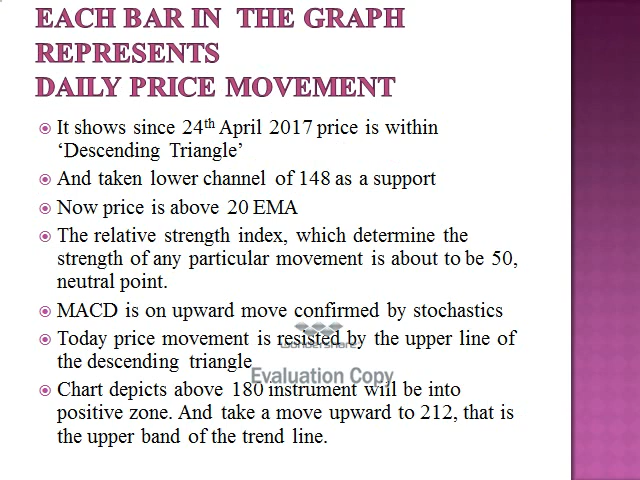 EACH BAR IN THE GRAPH
REPRESENTS
DAILY PRICE MOVEMENT
It shows since 24th April 2017 price is within
‘Descending Triangle’
And taken lower channel of 148 as a support
Now price is above 20 EMA
The relative strength index, which determine the
strength of any particular movement is about to be 50,
neutral point.
MACD is on upward move confirmed by stochastics
Today price movement is resisted by the upper line of
the descending triangle
Evaluation Copy
Chart depicts above 180 instrument will be into
positive zone. And take a move upward to 212, that is
the upper band of the trend line.